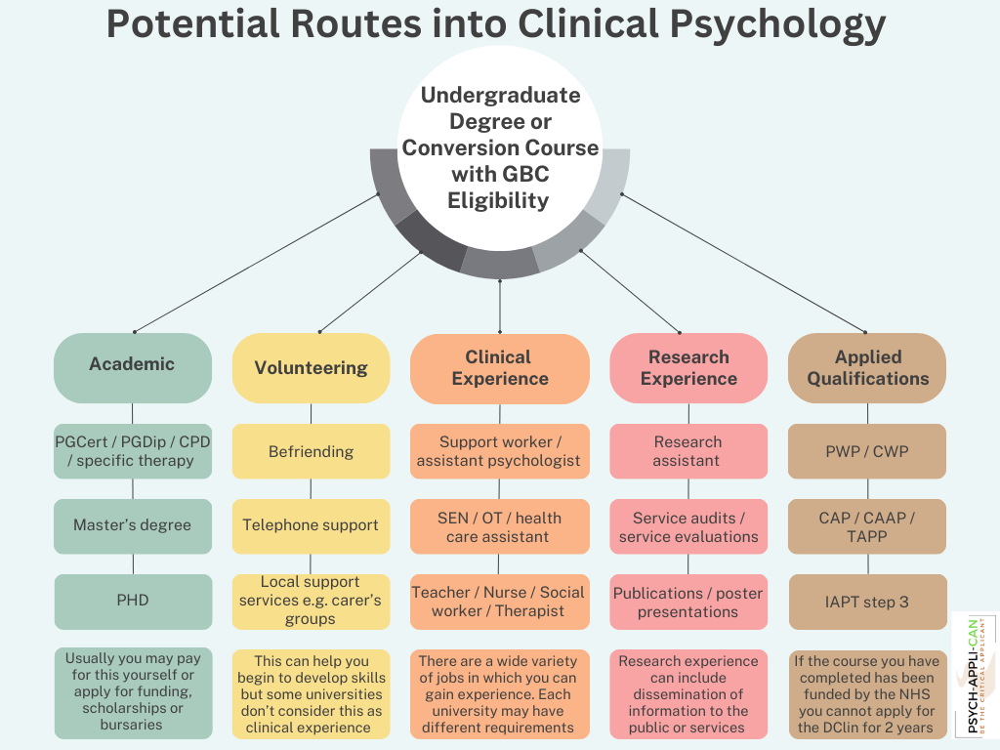 Potential Routes into Clinical Psychology
Undergraduate
Degree or
Conversion Course
with GBC
Eligibility
Academic
PGCert / PGDip / CPD
/ specific therapy
Master's degree
PHD
Usually you may pay
for this yourself or
apply for funding,
scholarships or
bursaries
Volunteering
Befriending
Telephone support
Local support
services e.g. carer's
groups
This can help you
begin to develop skills
but some universities
don't consider this as
clinical experience
Clinical
Experience
Support worker /
assistant psychologist
SEN / OT / health
care assistant
Teacher / Nurse / Social
worker / Therapist
There are a wide variety
of jobs in which you can
gain experience. Each
university may have
different requirements
Research
Experience
Research
assistant
Service audits /
service evaluations
Publications / poster
presentations
Research experience
can include
dissemination of
information to the
public or services
Applied
Qualifications
PWP / CWP
CAP / CAAP /
TAPP
IAPT step 3
If the course you have
completed has been
funded by the NHS
you cannot apply for
the DClin for 2 years
PSYCH-APPLI-CAN
BE THE CRITICAL APPLICANT